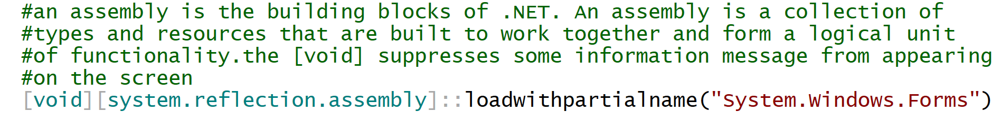 #an assembly is the building blocks of .NET. An assembly is a collection of
#types and resources that are built to work together and form a logical unit
#of functionality.the [void] suppresses some information message from appearing
#on the screen
[void][system.reflection.assembly]::loadwithpartialname("System.Windows.Forms")